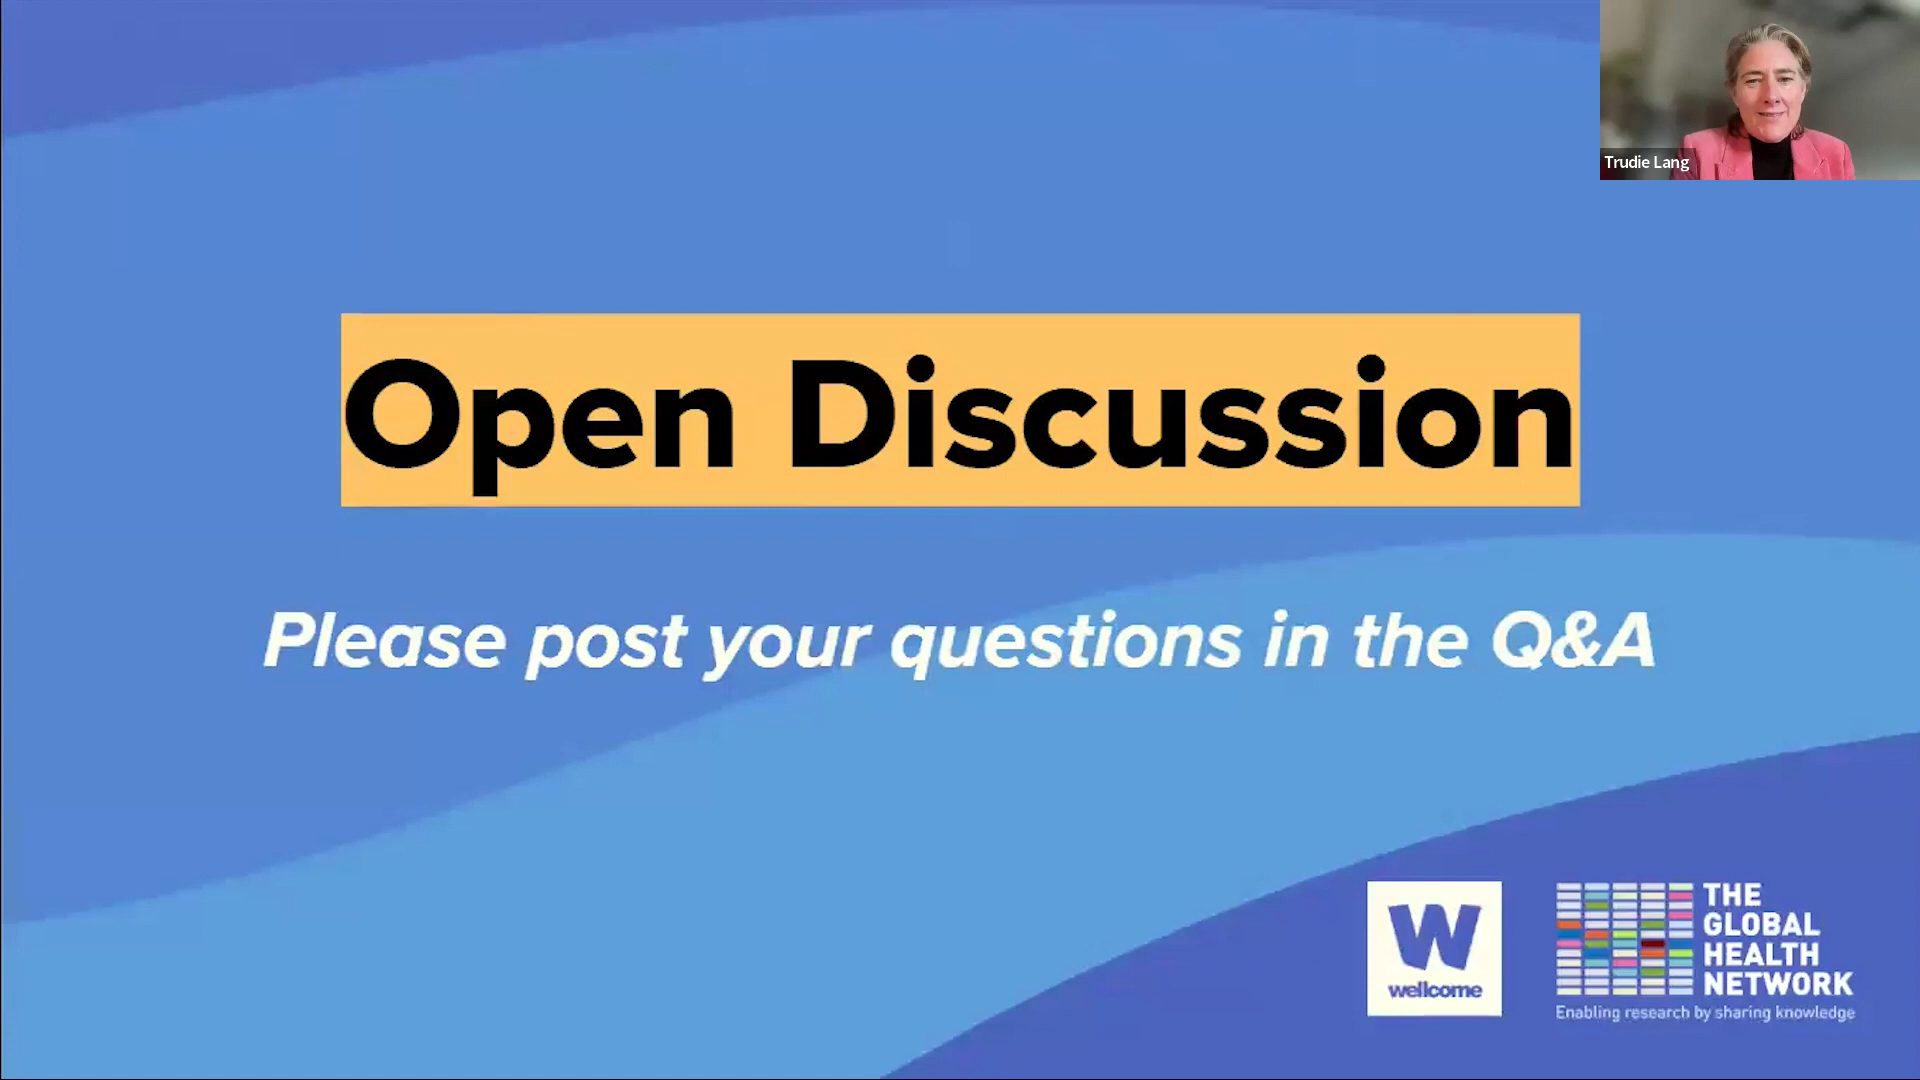 Trudie Lang
Open Discussion
Please post your questions in the Q&A
W
wellcome
THE
GLOBAL
HEALTH
NETWORK
Enabling research by sharing knowledge